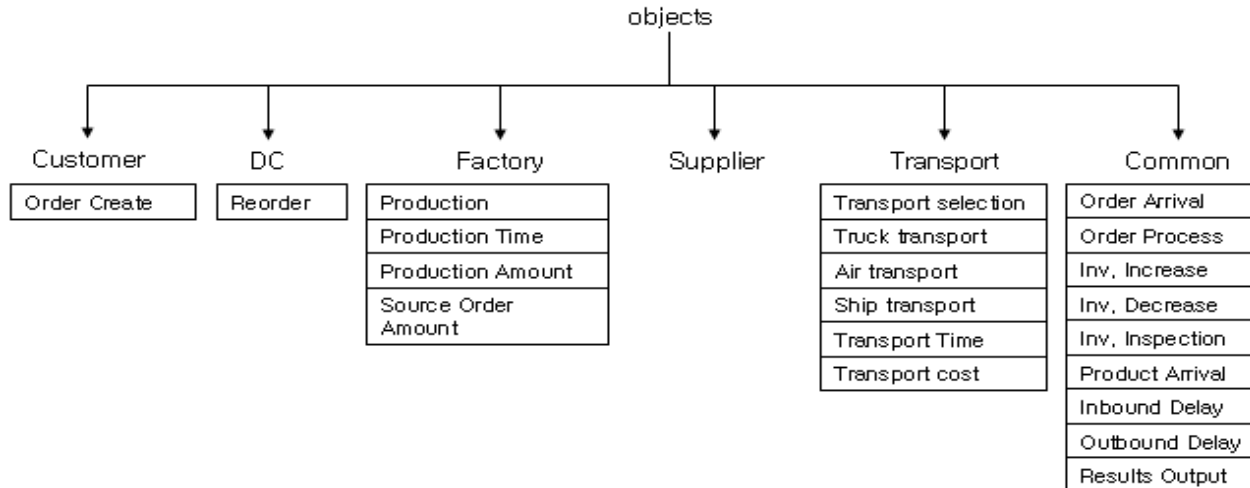 objects
Customer
DC
Factory
Supplier
Transport
Common
Order Create
Reorder
Production
Production Time
Production Amount
Source Order
Amount
Transport selection
Truck transport
Air transport
Ship transport
Transport Time
Transport cost
Order Arrival
Order Process
Inv, Increase
Inv, Decrease
Inv, Inspection
Product Arrival
Inbound Delay
Outbound Delay
Results Output